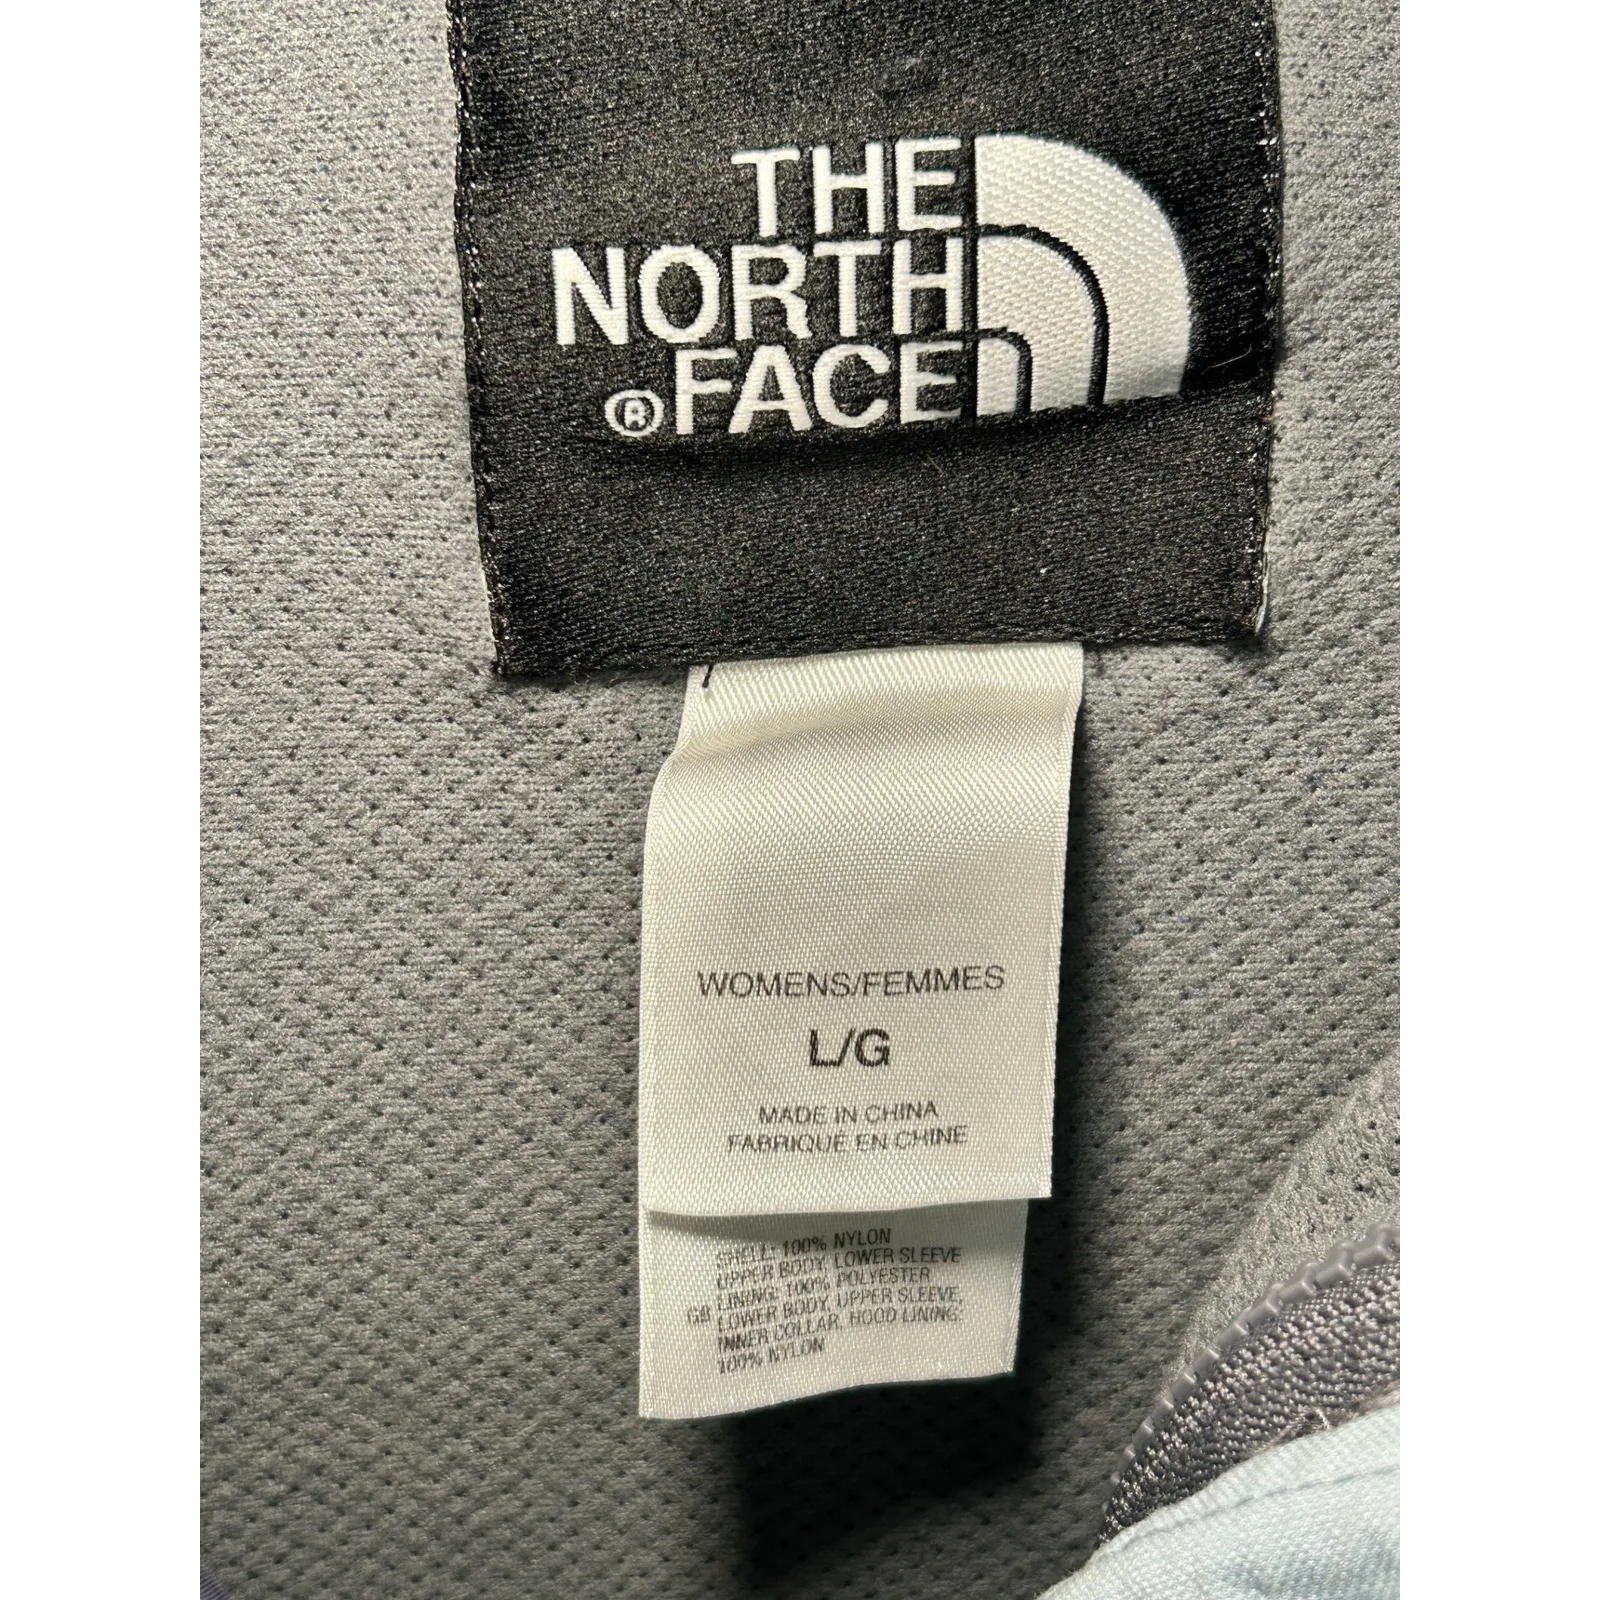 THE
NORTH
® FACE
WOMENS/FEMMES
L/G
MADE IN CHINA
FABRIQUE EN CHINE
SHELL: 100% NYLON
UPPER BODY, LOWER SLEEVE
LINING: 100% POLYESTER
GB LOWER BODY, UPPER SLEEVE,
INNER COLLAR, HOOD LINING:
100% NYLON